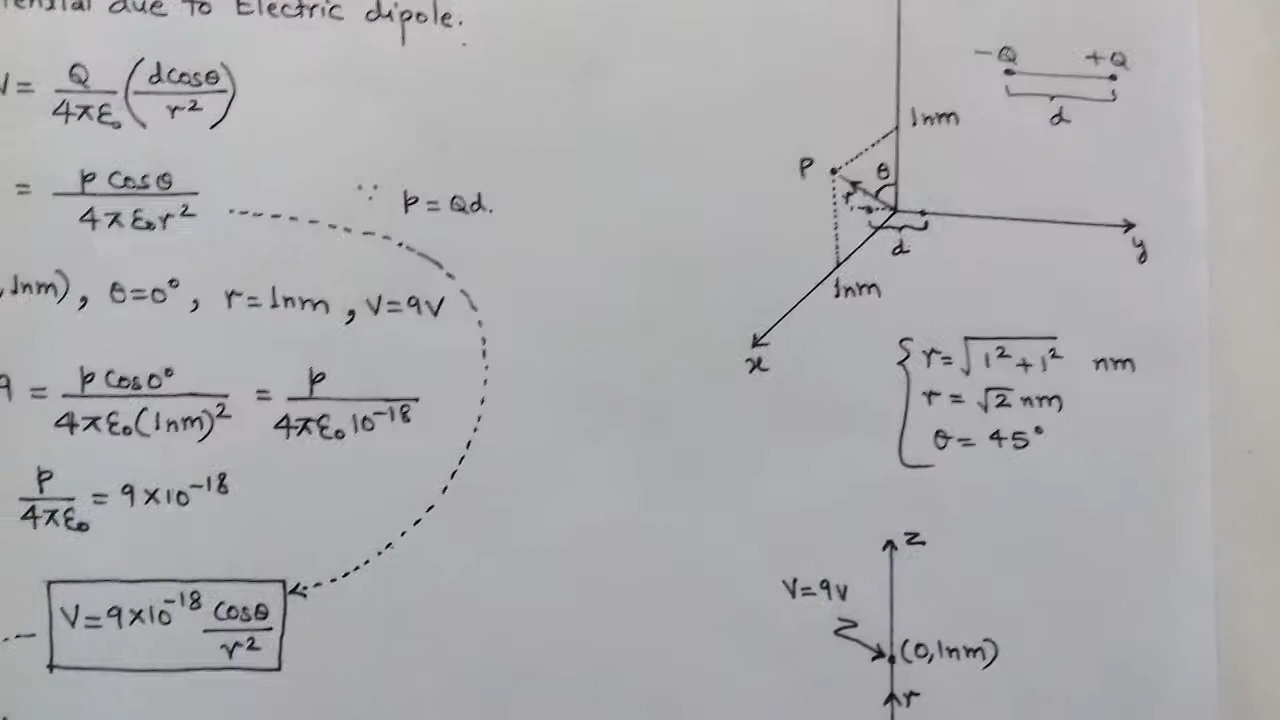 due to Electric dipole.
V = Q/4πε₀ (dcosθ/r²)
= p cosθ/4πε₀r² ∵ p = Qd.
, 1nm), θ=0°, r=1nm, V=9V
9 = p cos0°/4πε₀(1nm)² = p/4πε₀10⁻¹⁸
p/4πε₀ = 9×10⁻¹⁸
V=9×10⁻¹⁸ cosθ/r²
-Q +Q
d
1nm
P
θ
r
d
y
1nm
x
r=√1²+1² nm
r = √2 nm
θ = 45°
z
V=9v
(0,1nm)
r